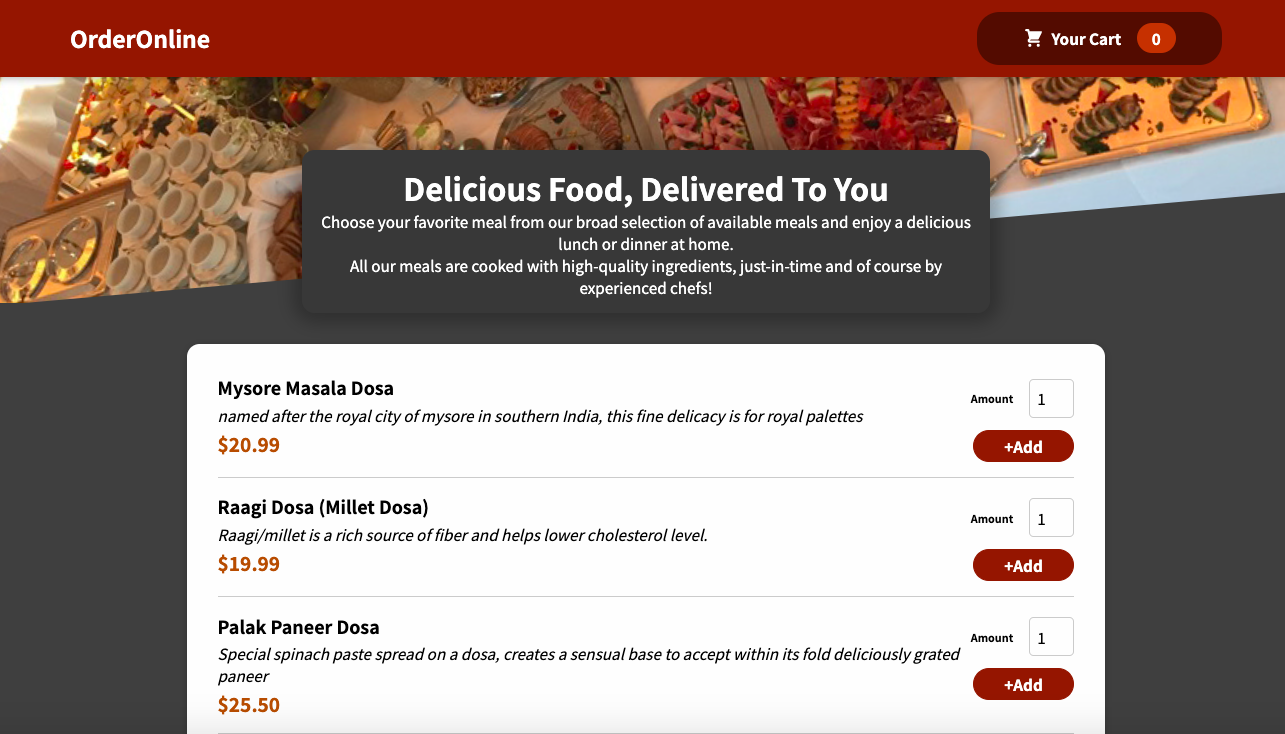 OrderOnline
Your Cart 0
Delicious Food, Delivered To You
Choose your favorite meal from our broad selection of available meals and enjoy a delicious
lunch or dinner at home.
All our meals are cooked with high-quality ingredients, just-in-time and of course by
experienced chefs!
Mysore Masala Dosa
named after the royal city of mysore in southern India, this fine delicacy is for royal palettes
$20.99
Amount 1
+Add
Raagi Dosa (Millet Dosa)
Raagi/millet is a rich source of fiber and helps lower cholesterol level.
$19.99
Amount 1
+Add
Palak Paneer Dosa
Special spinach paste spread on a dosa, creates a sensual base to accept within its fold deliciously grated
paneer
$25.50
Amount 1
+Add